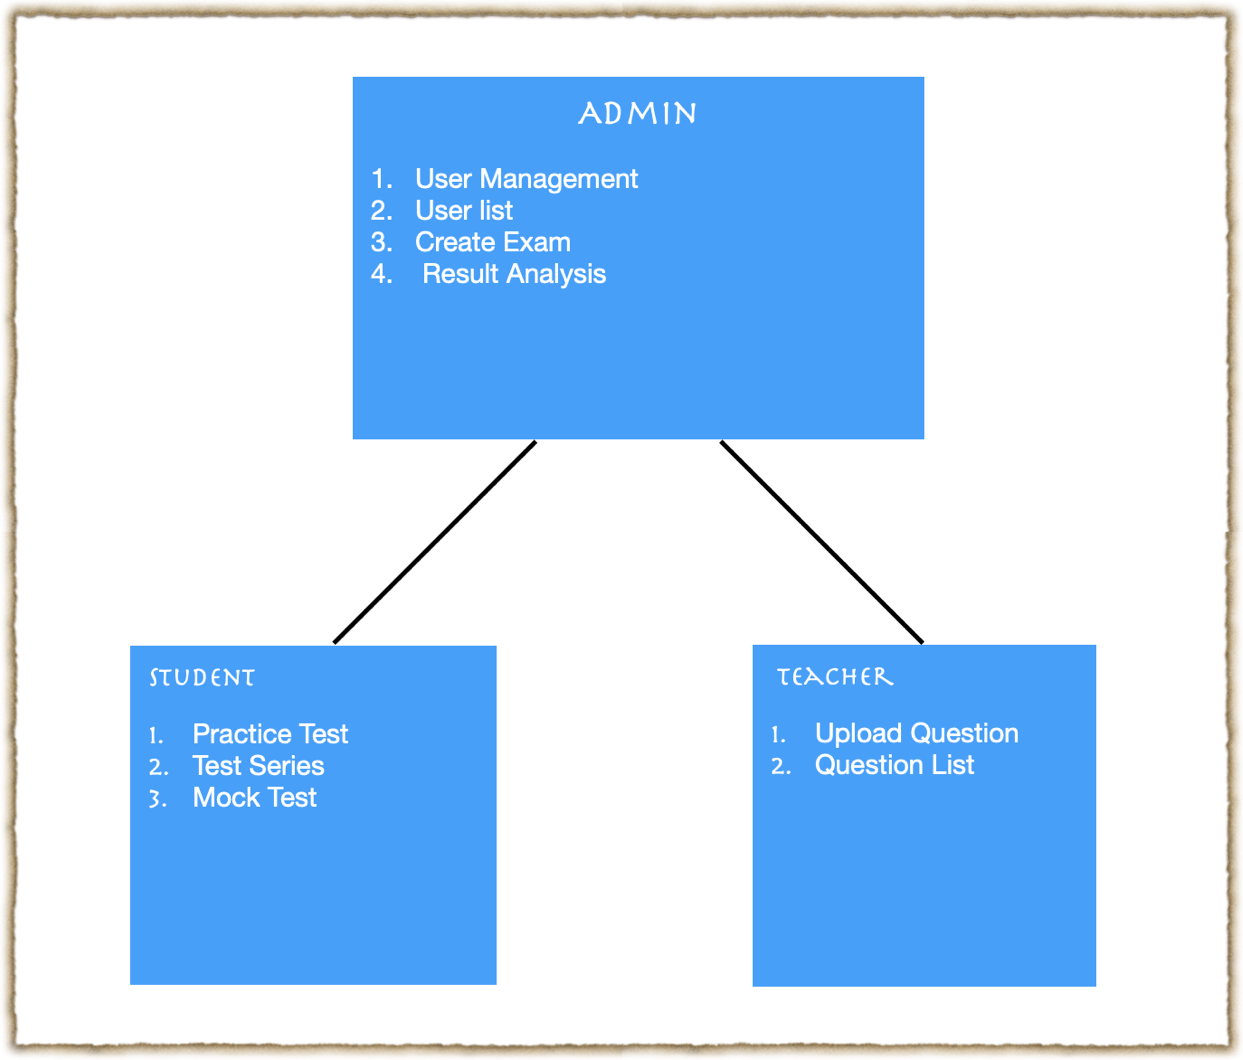 ADMIN
1. User Management
2. User list
3. Create Exam
4. Result Analysis
STUDENT
1. Practice Test
2. Test Series
3. Mock Test
TEACHER
1. Upload Question
2. Question List